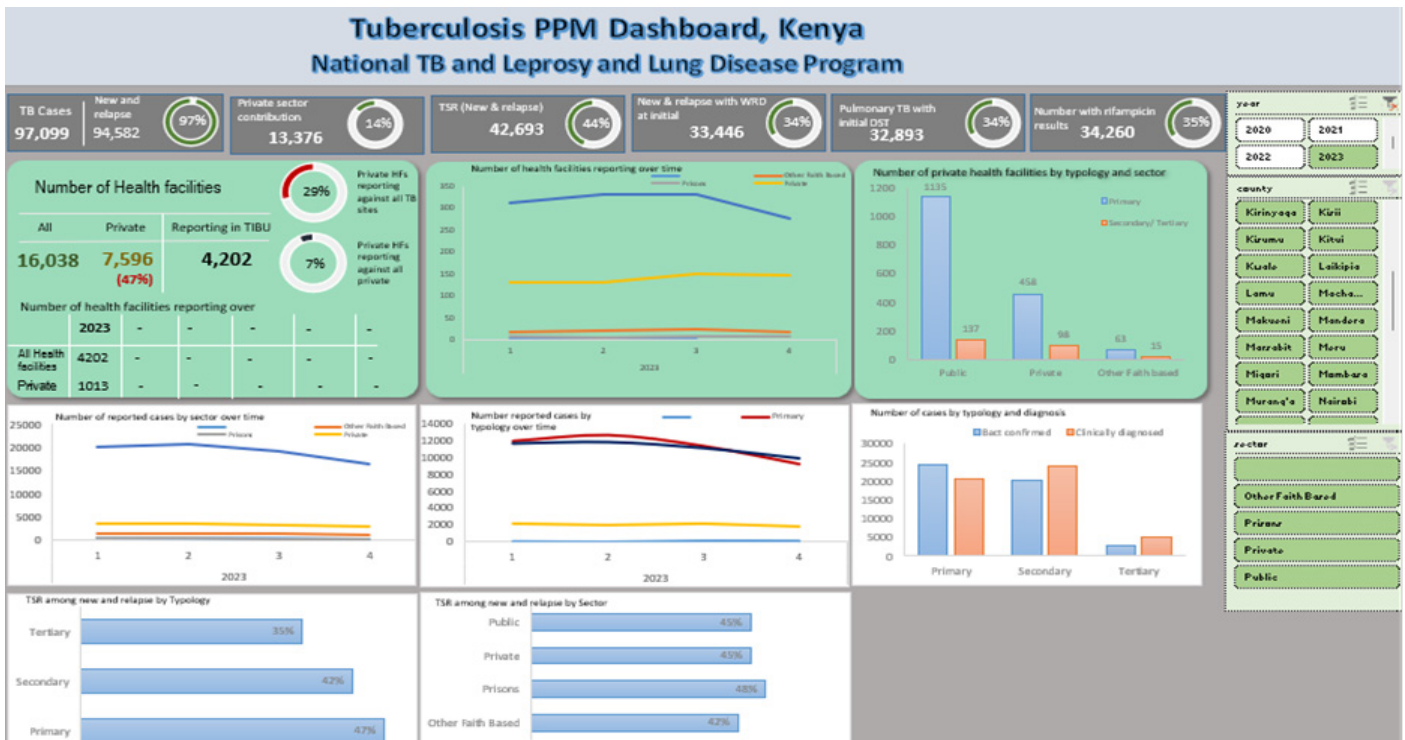 Tuberculosis PPM Dashboard, Kenya
National TB and Leprosy and Lung Disease Program
TB Cases
97,099
New and
relapse
94,582
97%
Private sector
contribution
13,376
14%
TSR (New & relapse)
42,693
44%
New & relapse with WRD
at initial
33,446
34%
Pulmonary TB with
initial DST
32,893
34%
Number with rifampicin
results 34,260
35%
year
2020 2021
2022 2023
county
Kirinyaga Kisii
Kisumu Kitui
Kwale Laikipia
Lamu Macha...
Makueni Mandera
Marsabit Meru
Migori Mombasa
Murang'a Nairobi
sector
Other Faith Based
Prisons
Private
Public
Number of Health facilities
All Private Reporting in TIBU
16,038 7,596 4,202
(47%)
29%
Private HFs
reporting
against all TB
sites
7%
Private HFs
reporting
against all
private
Number of health facilities reporting over
2023 - - - - -
All Health
facilities 4202 - - - - -
Private 1013 - - - - -
Number of health facilities reporting over time
Other Faith Based
Prisons Private
350
300
250
200
150
100
50
0
1 2 3 4
2023
Number of private health facilities by typology and sector
Primary
Secondary/ Tertiary
1200
1000
800
600
400
200
0
1135 137 458 98 63 15
Public Private Other Faith based
Number of reported cases by sector over time
Other Faith Based
Prisons Private
25000
20000
15000
10000
5000
0
1 2 3 4
2023
Number reported cases by
typology over time
Primary
14000
12000
10000
8000
6000
4000
2000
0
1 2 3 4
2023
Number of cases by typology and diagnosis
Bact confirmed Clinically diagnosed
30000
25000
20000
15000
10000
5000
0
Primary Secondary Tertiary
TSR among new and relapse by Typology
Tertiary 35%
Secondary 42%
Primary 47%
TSR among new and relapse by Sector
Public 45%
Private 45%
Prisons 48%
Other Faith Based 42%